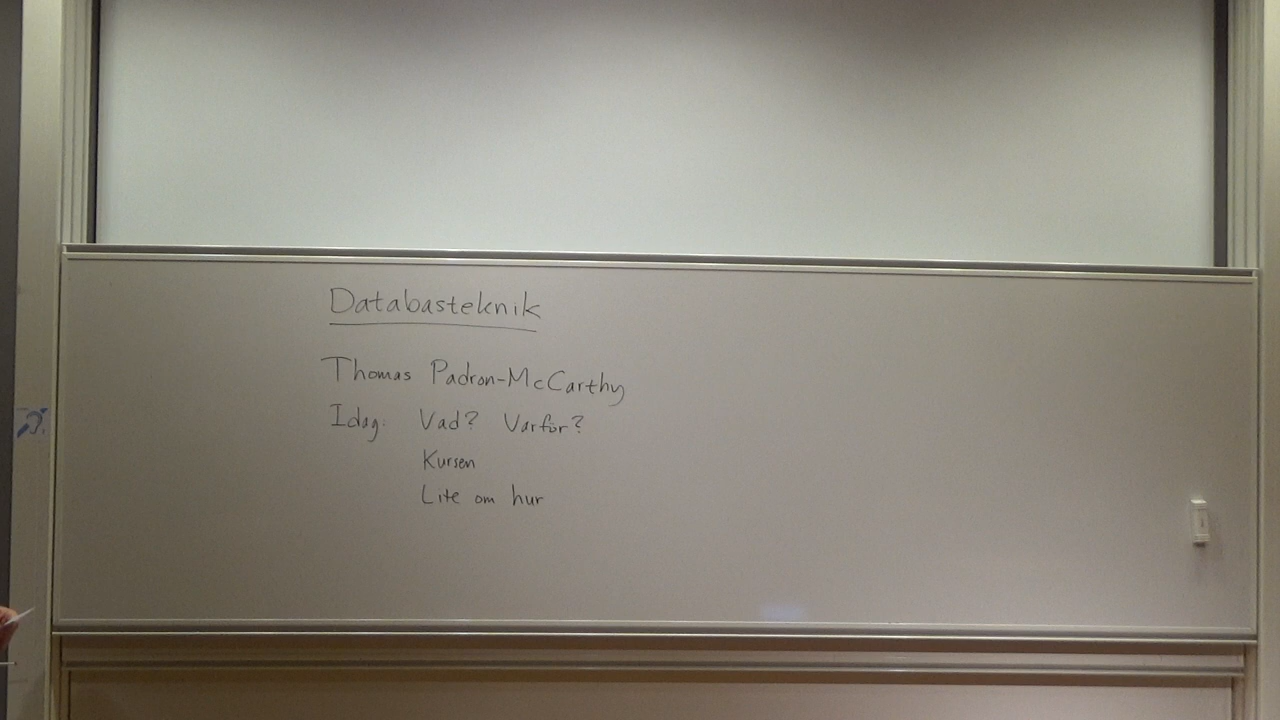 Databasteknik
Thomas Padron-McCarthy
Idag: Vad? Varför?
Kursen
Lite om hur